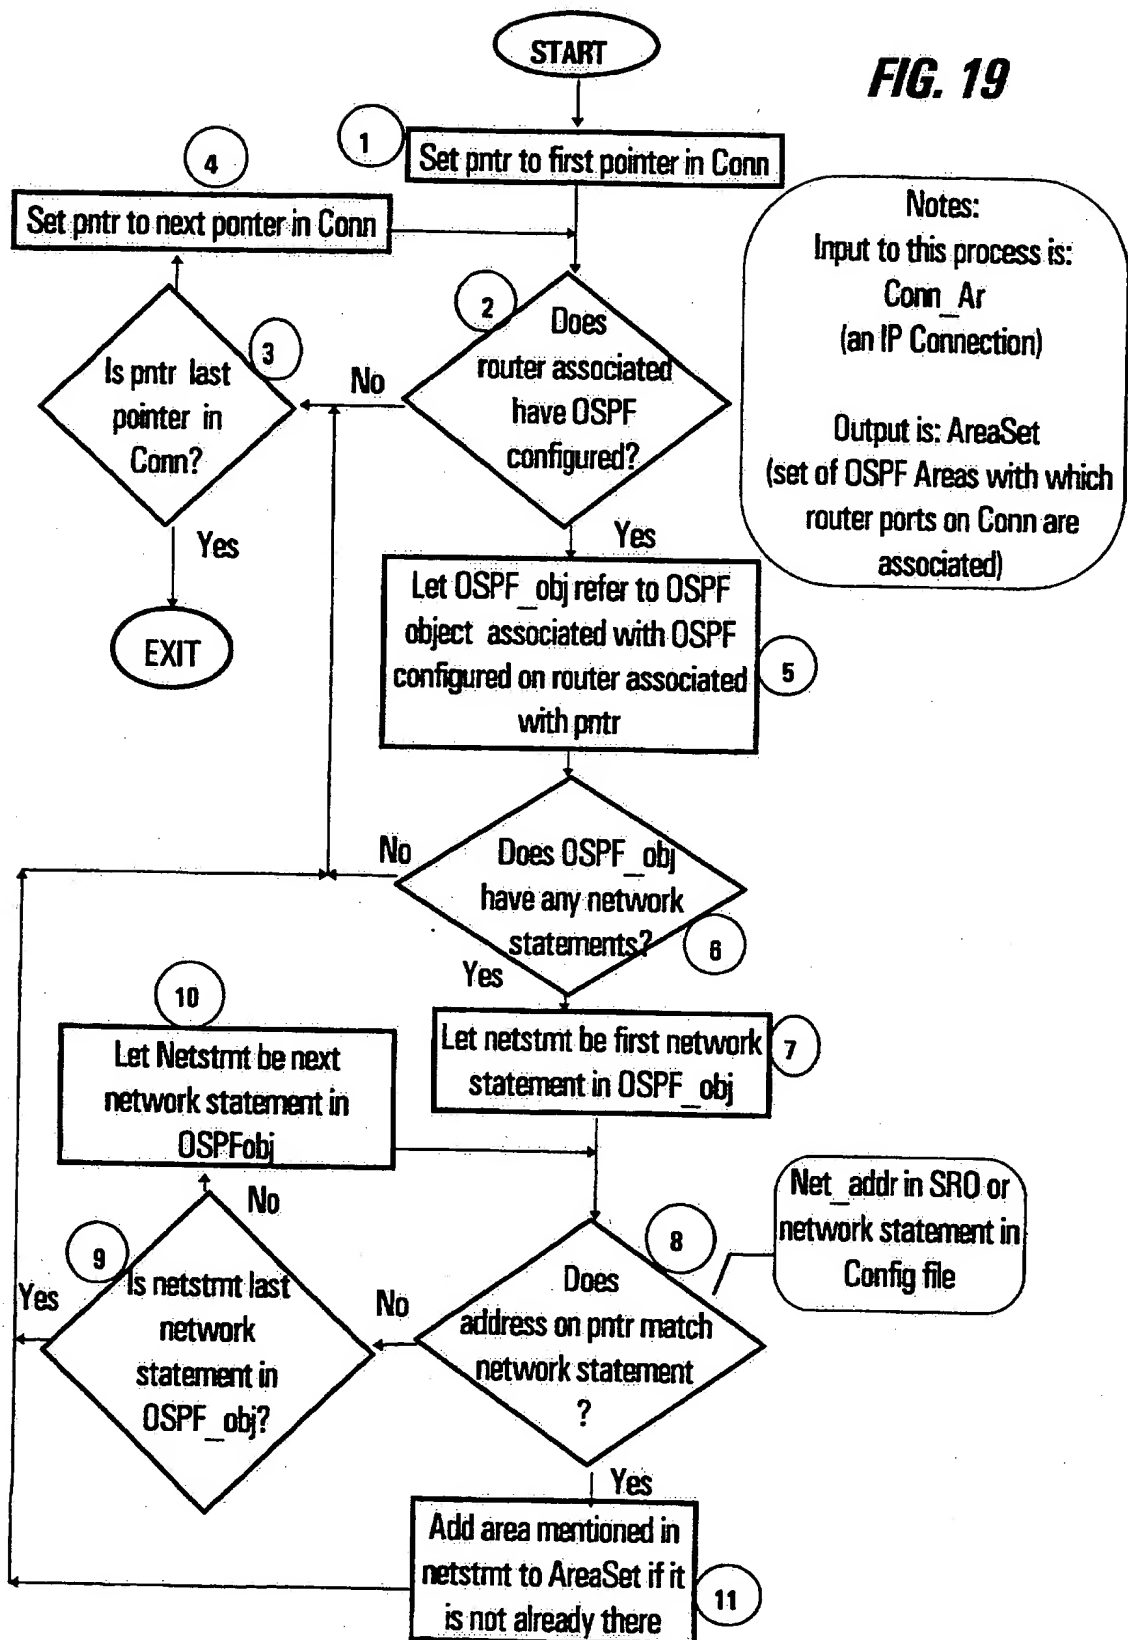 START
FIG. 19
1
Set pntr to first pointer in Conn
4
Set pntr to next ponter in Conn
Notes:
Input to this process is:
Conn_Ar
(an IP Connection)
Output is: AreaSet
(set of OSPF Areas with which
router ports on Conn are
associated)
2
Does
router associated
have OSPF
configured?
No
3
Is pntr last
pointer in
Conn?
Yes
EXIT
Yes
Let OSPF_obj refer to OSPF
object associated with OSPF
configured on router associated
with pntr
5
No
Does OSPF_obj
have any network
statements?
6
Yes
Let netstmt be first network
statement in OSPF_obj
7
10
Let Netstmt be next
network statement in
OSPFobj
No
9
Is netstmt last
network
statement in
OSPF_obj?
Yes
No
8
Does
address on pntr match
network statement
?
Net_addr in SRO or
network statement in
Config file
Yes
Add area mentioned in
netstmt to AreaSet if it
is not already there
11